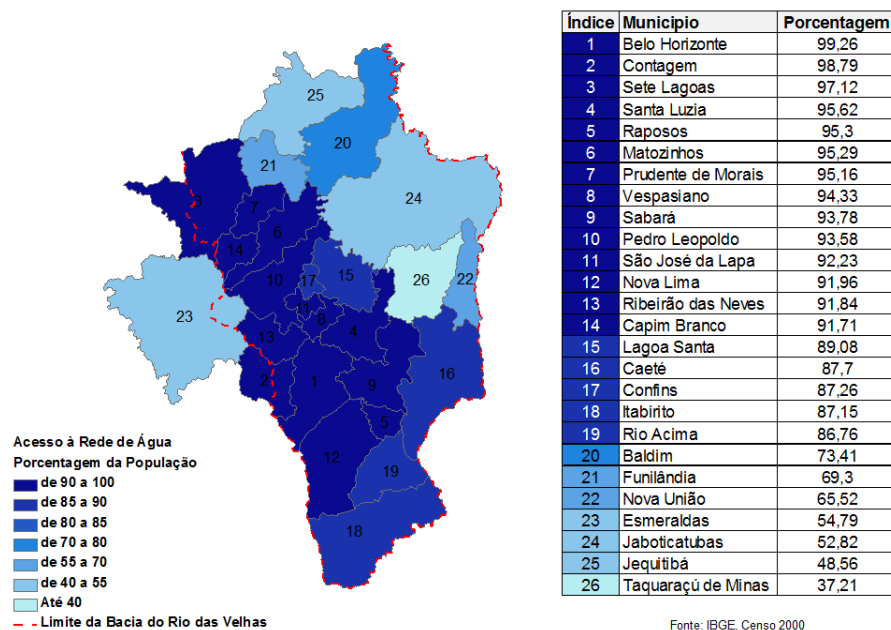 Índice Municipio Porcentagem
1 Belo Horizonte 99,26
2 Contagem 98,79
3 Sete Lagoas 97,12
4 Santa Luzia 95,62
5 Raposos 95,3
6 Matozinhos 95,29
7 Prudente de Morais 95,16
8 Vespasiano 94,33
9 Sabará 93,78
10 Pedro Leopoldo 93,58
11 São José da Lapa 92,23
12 Nova Lima 91,96
13 Ribeirão das Neves 91,84
14 Capim Branco 91,71
15 Lagoa Santa 89,08
16 Caeté 87,7
17 Confins 87,26
18 Itabirito 87,15
19 Rio Acima 86,76
20 Baldim 73,41
21 Funilândia 69,3
22 Nova União 65,52
23 Esmeraldas 54,79
24 Jaboticatubas 52,82
25 Jequitibá 48,56
26 Taquaraçú de Minas 37,21
25
20
21
24
3
7
6
14
26
22
15
10
17
11
8
23
13
4
16
2
1
9
5
12
19
18
Acesso à Rede de Água
Porcentagem da População
de 90 a 100
de 85 a 90
de 80 a 85
de 70 a 80
de 55 a 70
de 40 a 55
Até 40
Limite da Bacia do Rio das Velhas
Fonte: IBGE. Censo 2000